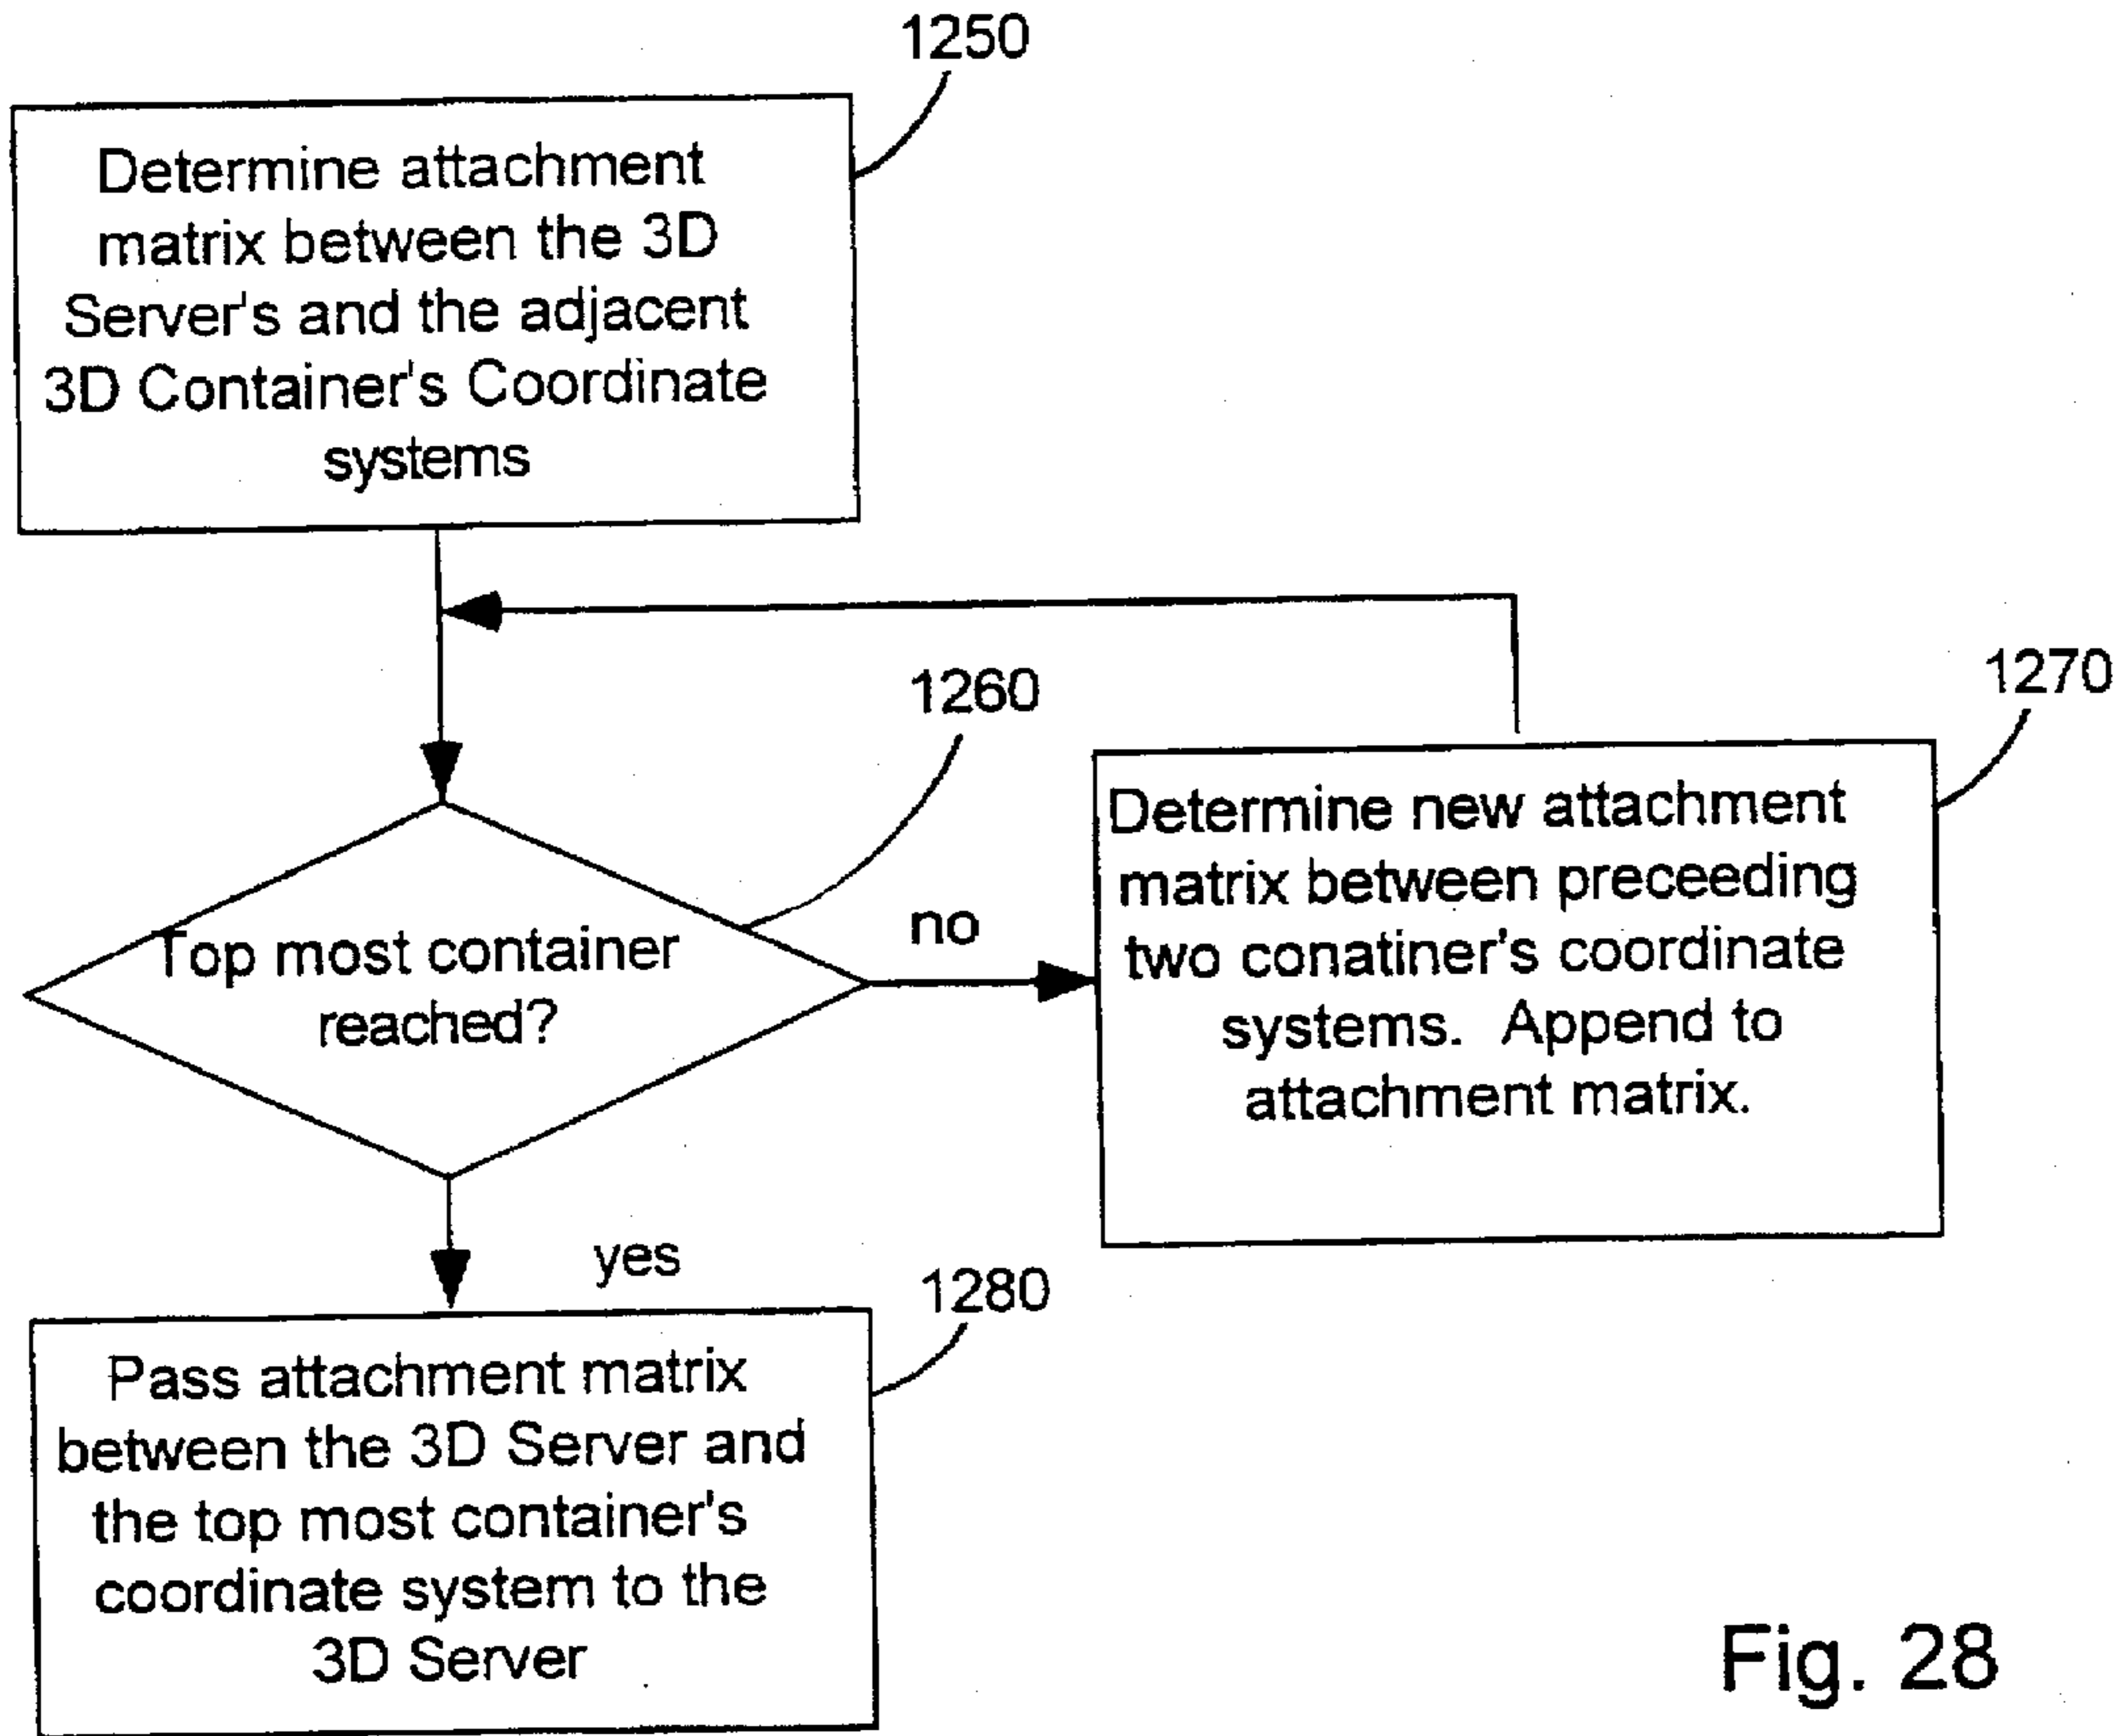 1250
Determine attachment
matrix between the 3D
Server's and the adjacent
3D Container's Coordinate
systems
1260
1270
Top most container
reached?
no
Determine new attachment
matrix between preceeding
two conatiner's coordinate
systems. Append to
attachment matrix.
yes
1280
Pass attachment matrix
between the 3D Server and
the top most container's
coordinate system to the
3D Server
Fig. 28